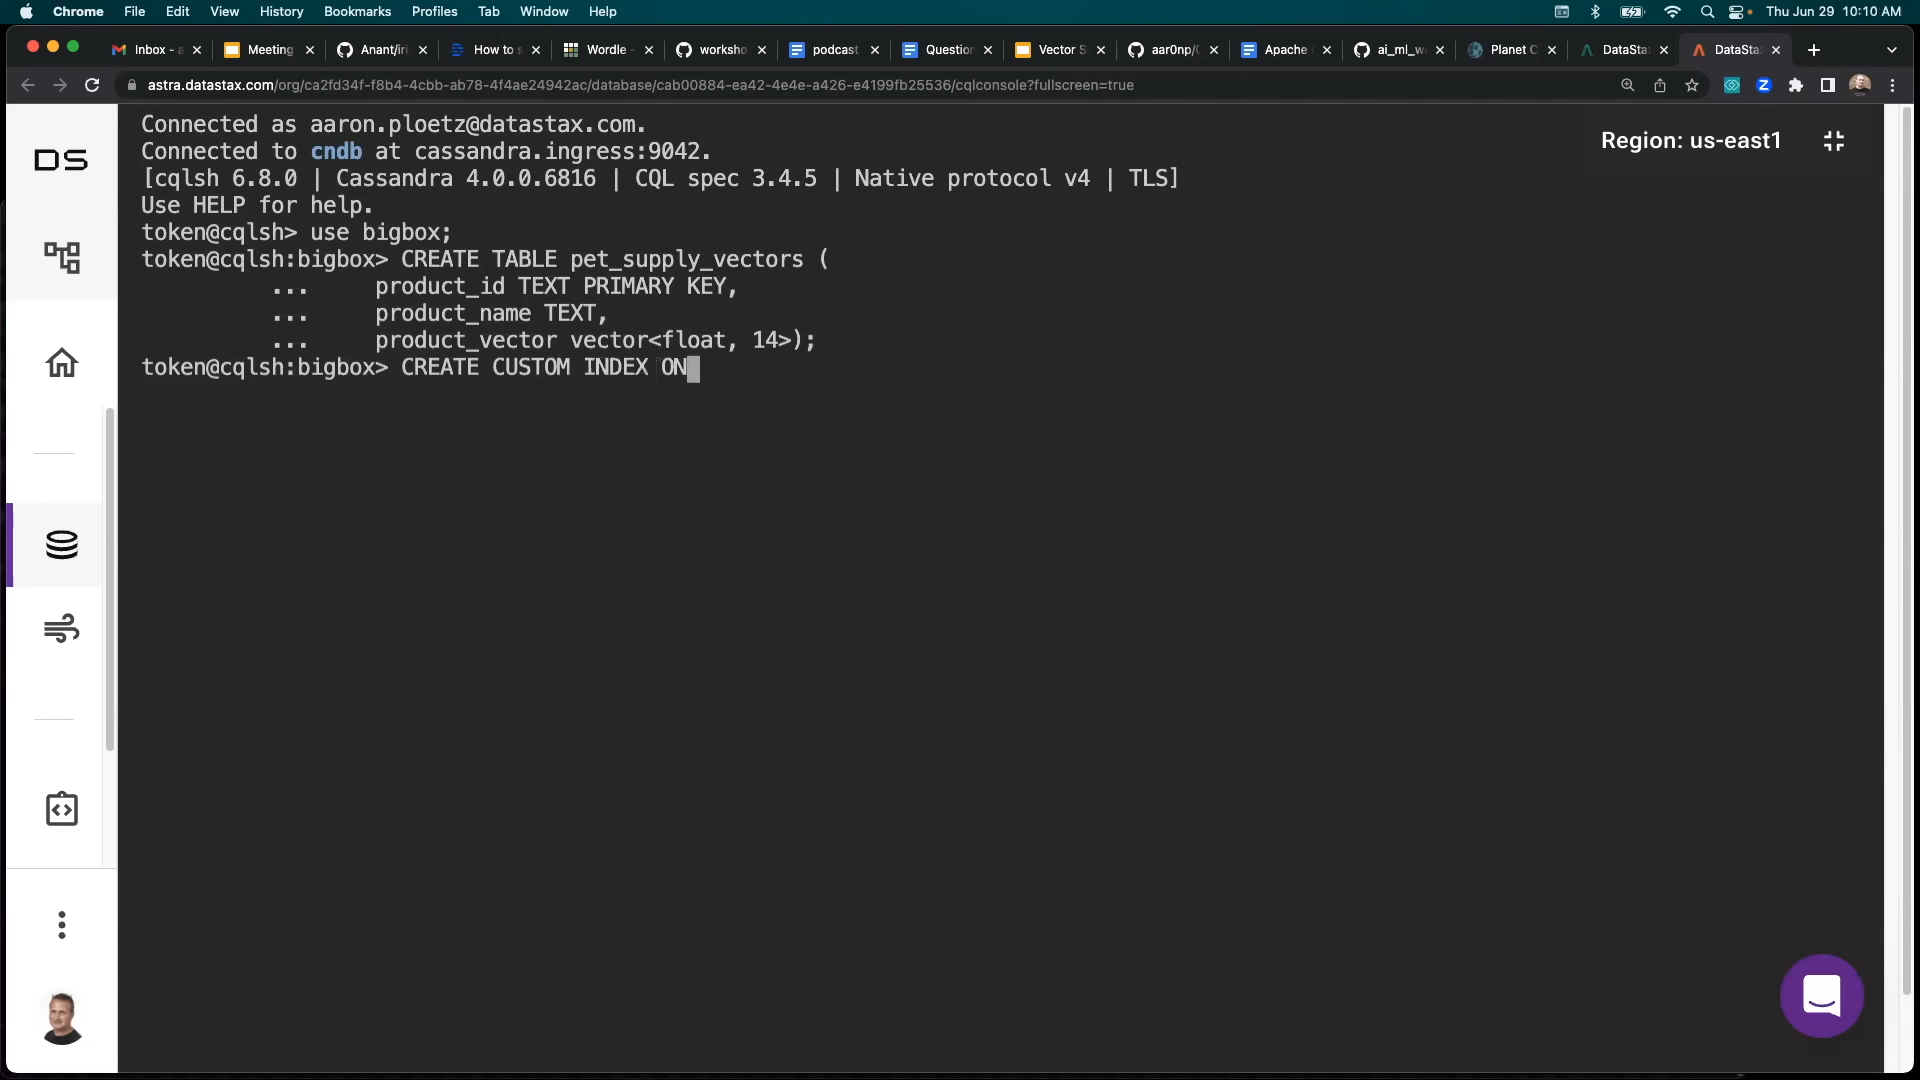 Chrome File Edit View History Bookmarks Profiles Tab Window Help Thu Jun 29 10:10 AM
Inbox - a Meeting Anant/iri How to s Wordle - worksho podcast Question Vector S aar0np/ Apache ai_ml_w Planet C DataSta DataSta
astra.datastax.com/org/ca2fd34f-f8b4-4cbb-ab78-4f4ae24942ac/database/cab00884-ea42-4e4e-a426-e4199fb25536/cqlconsole?fullscreen=true
DS
Region: us-east1
Connected as aaron.ploetz@datastax.com.
Connected to cndb at cassandra.ingress:9042.
[cqlsh 6.8.0 | Cassandra 4.0.0.6816 | CQL spec 3.4.5 | Native protocol v4 | TLS]
Use HELP for help.
token@cqlsh> use bigbox;
token@cqlsh:bigbox> CREATE TABLE pet_supply_vectors (
... product_id TEXT PRIMARY KEY,
... product_name TEXT,
... product_vector vector<float, 14>);
token@cqlsh:bigbox> CREATE CUSTOM INDEX ON